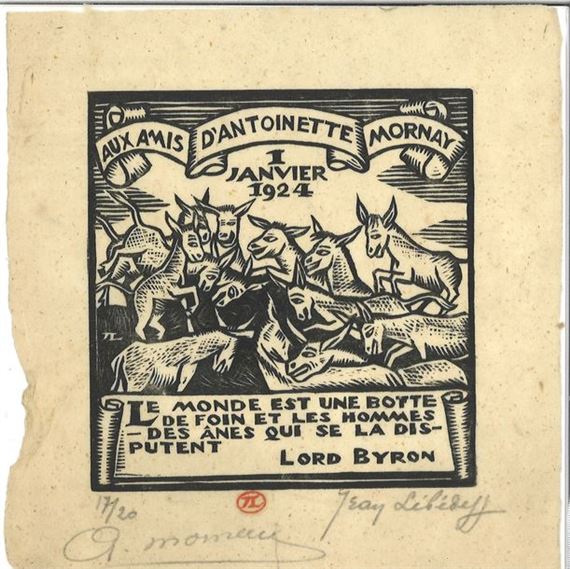 AUX AMIS D'ANTOINETTE MORNAY
1
JANVIER
1924
LE MONDE EST UNE BOTTE
DE FOIN ET LES HOMMES
– DES ÂNES QUI SE LA DIS-
PUTENT
LORD BYRON
17/20
Jean Lébédeff